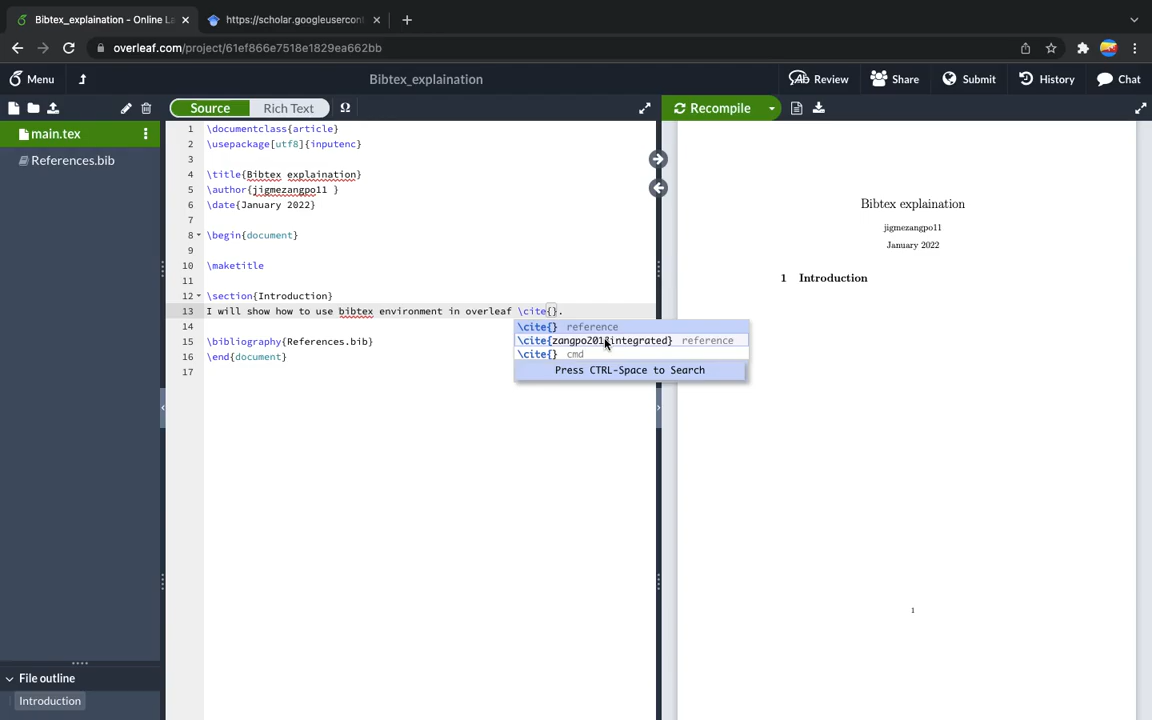 Bibtex_explaination - Online La
https://scholar.googleusercon
overleaf.com/project/61ef866e7518e1829ea662bb
Menu
Bibtex_explaination
Review
Share
Submit
History
Chat
Source
Rich Text
Ω
Recompile
main.tex
References.bib
1 \documentclass{article}
2 \usepackage[utf8]{inputenc}
3
4 \title{Bibtex explaination}
5 \author{jigmezangpo11 }
6 \date{January 2022}
7
8 \begin{document}
9
10 \maketitle
11
12 \section{Introduction}
13 I will show how to use bibtex environment in overleaf \cite{}.
14
15 \bibliography{References.bib}
16 \end{document}
17
\cite{} reference
\cite{zangpo2018integrated} reference
\cite{} cmd
Press CTRL-Space to Search
Bibtex explaination
jigmezangpo11
January 2022
1 Introduction
1
File outline
Introduction